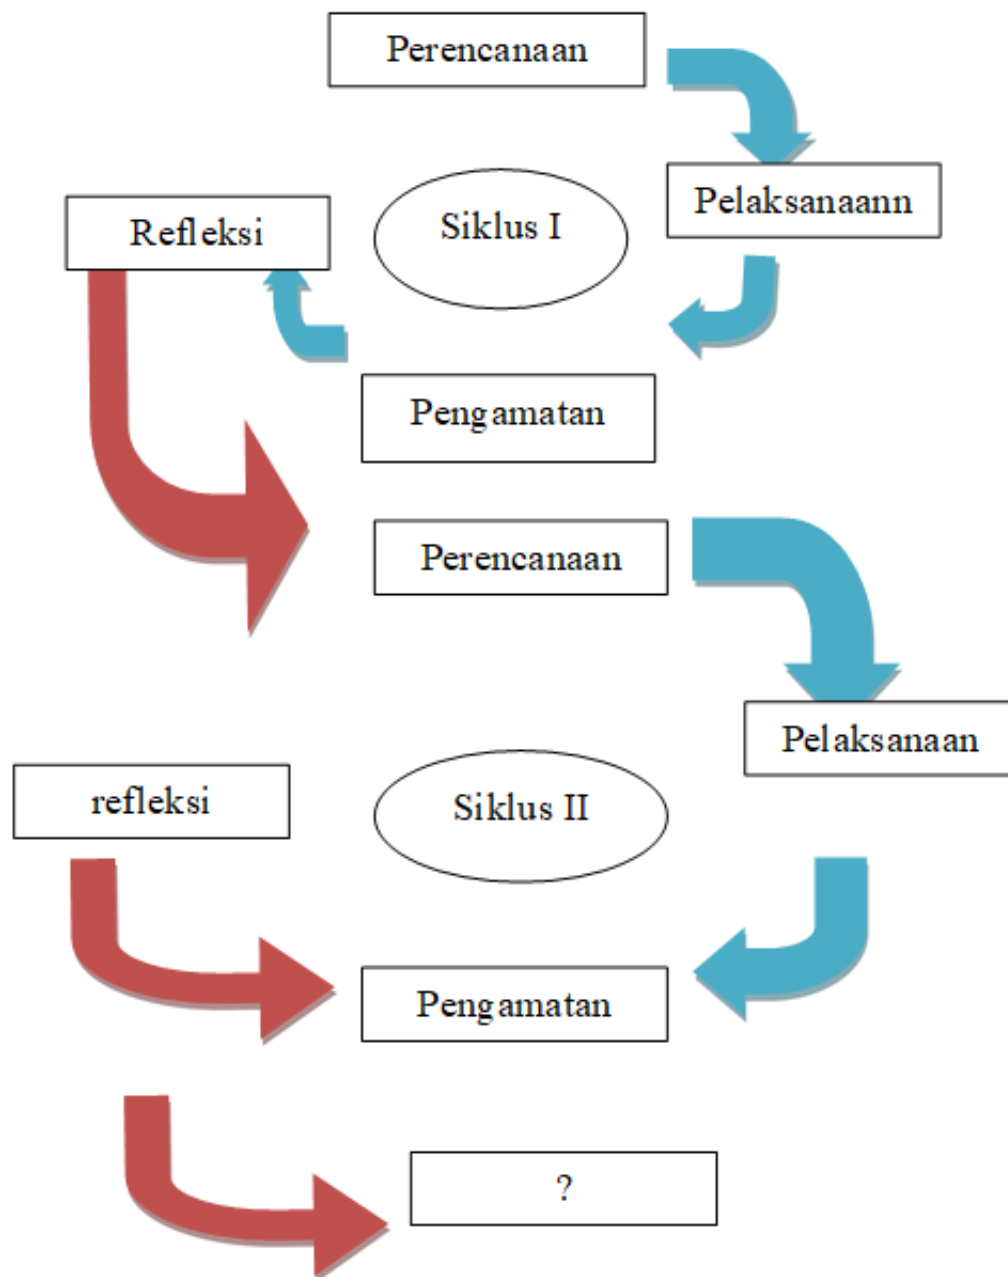 Perencanaan
Pelaksanaann
Siklus I
Refleksi
Pengamatan
Perencanaan
Pelaksanaan
Siklus II
refleksi
Pengamatan
?